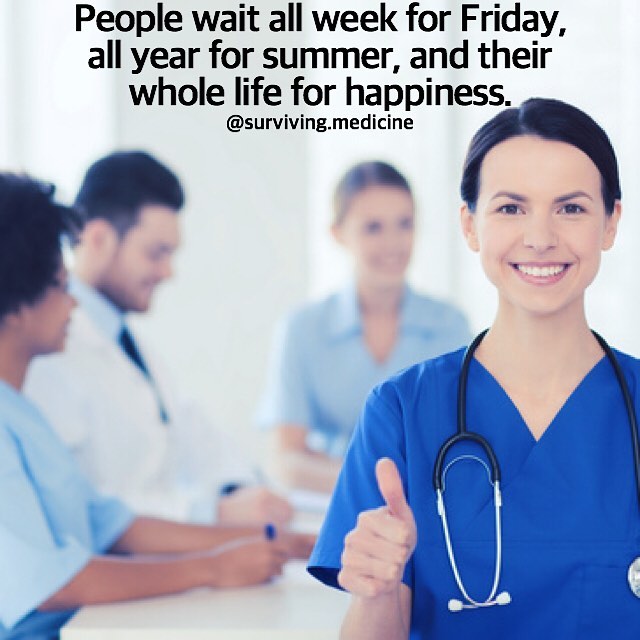 People wait all week for Friday,
all year for summer, and their
whole life for happiness.
@surviving.medicine